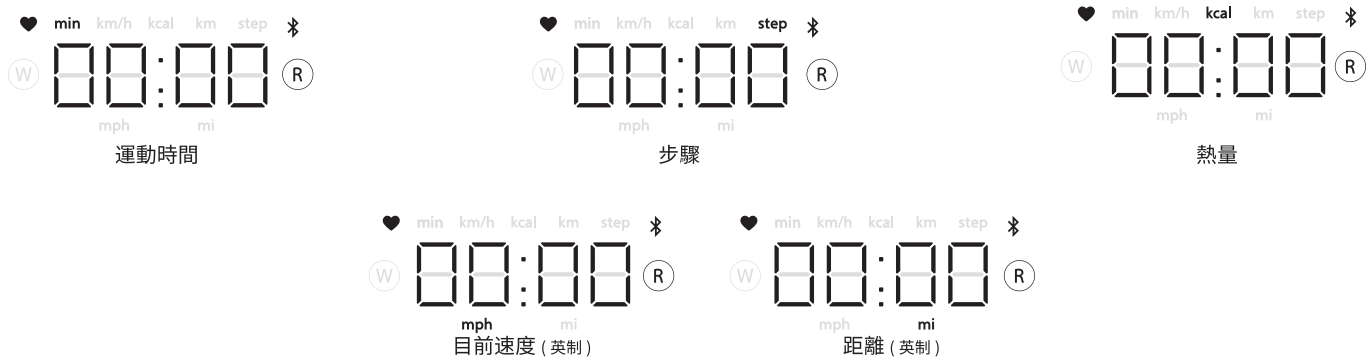 min km/h kcal km step
W 00:00 R
mph mi
運動時間
min km/h kcal km step
W 00:00 R
mph mi
步驟
min km/h kcal km step
W 00:00 R
mph mi
熱量
min km/h kcal km step
W 00:00 R
mph mi
目前速度 ( 英制 )
min km/h kcal km step
W 00:00 R
mph mi
距離 ( 英制 )